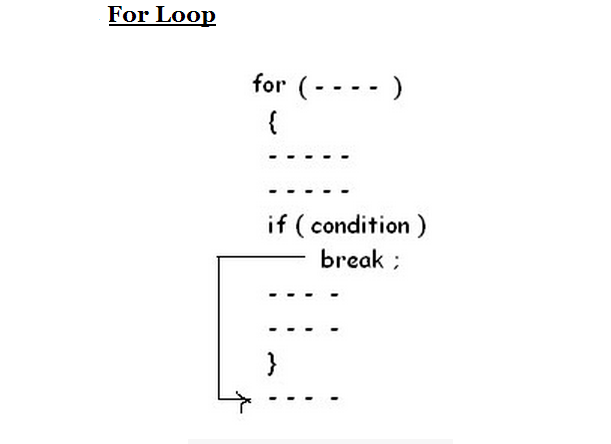 For Loop
for ( - - - - )
{
- - - - -
- - - - -
if ( condition )
break ;
- - - -
- - - -
}
- - - -